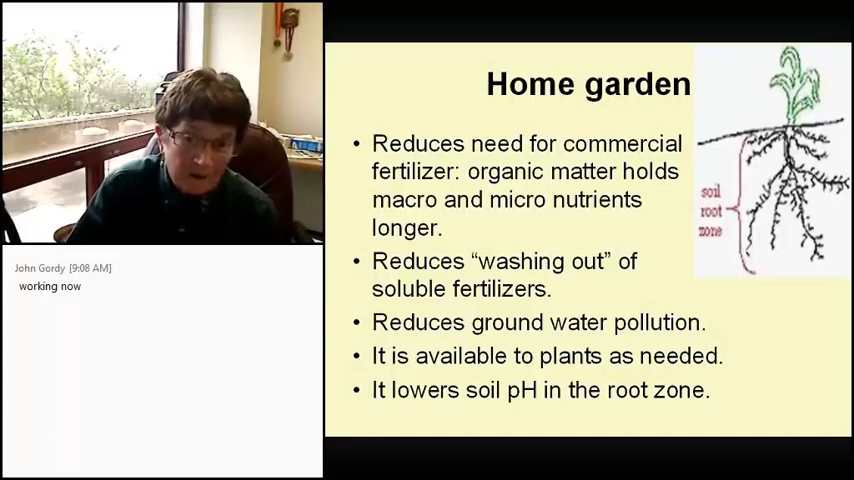 Home garden
• Reduces need for commercial
fertilizer: organic matter holds
macro and micro nutrients
longer.
• Reduces “washing out” of
soluble fertilizers.
• Reduces ground water pollution.
• It is available to plants as needed.
• It lowers soil pH in the root zone.
soil
root
zone
John Gordy [9:08 AM]
working now